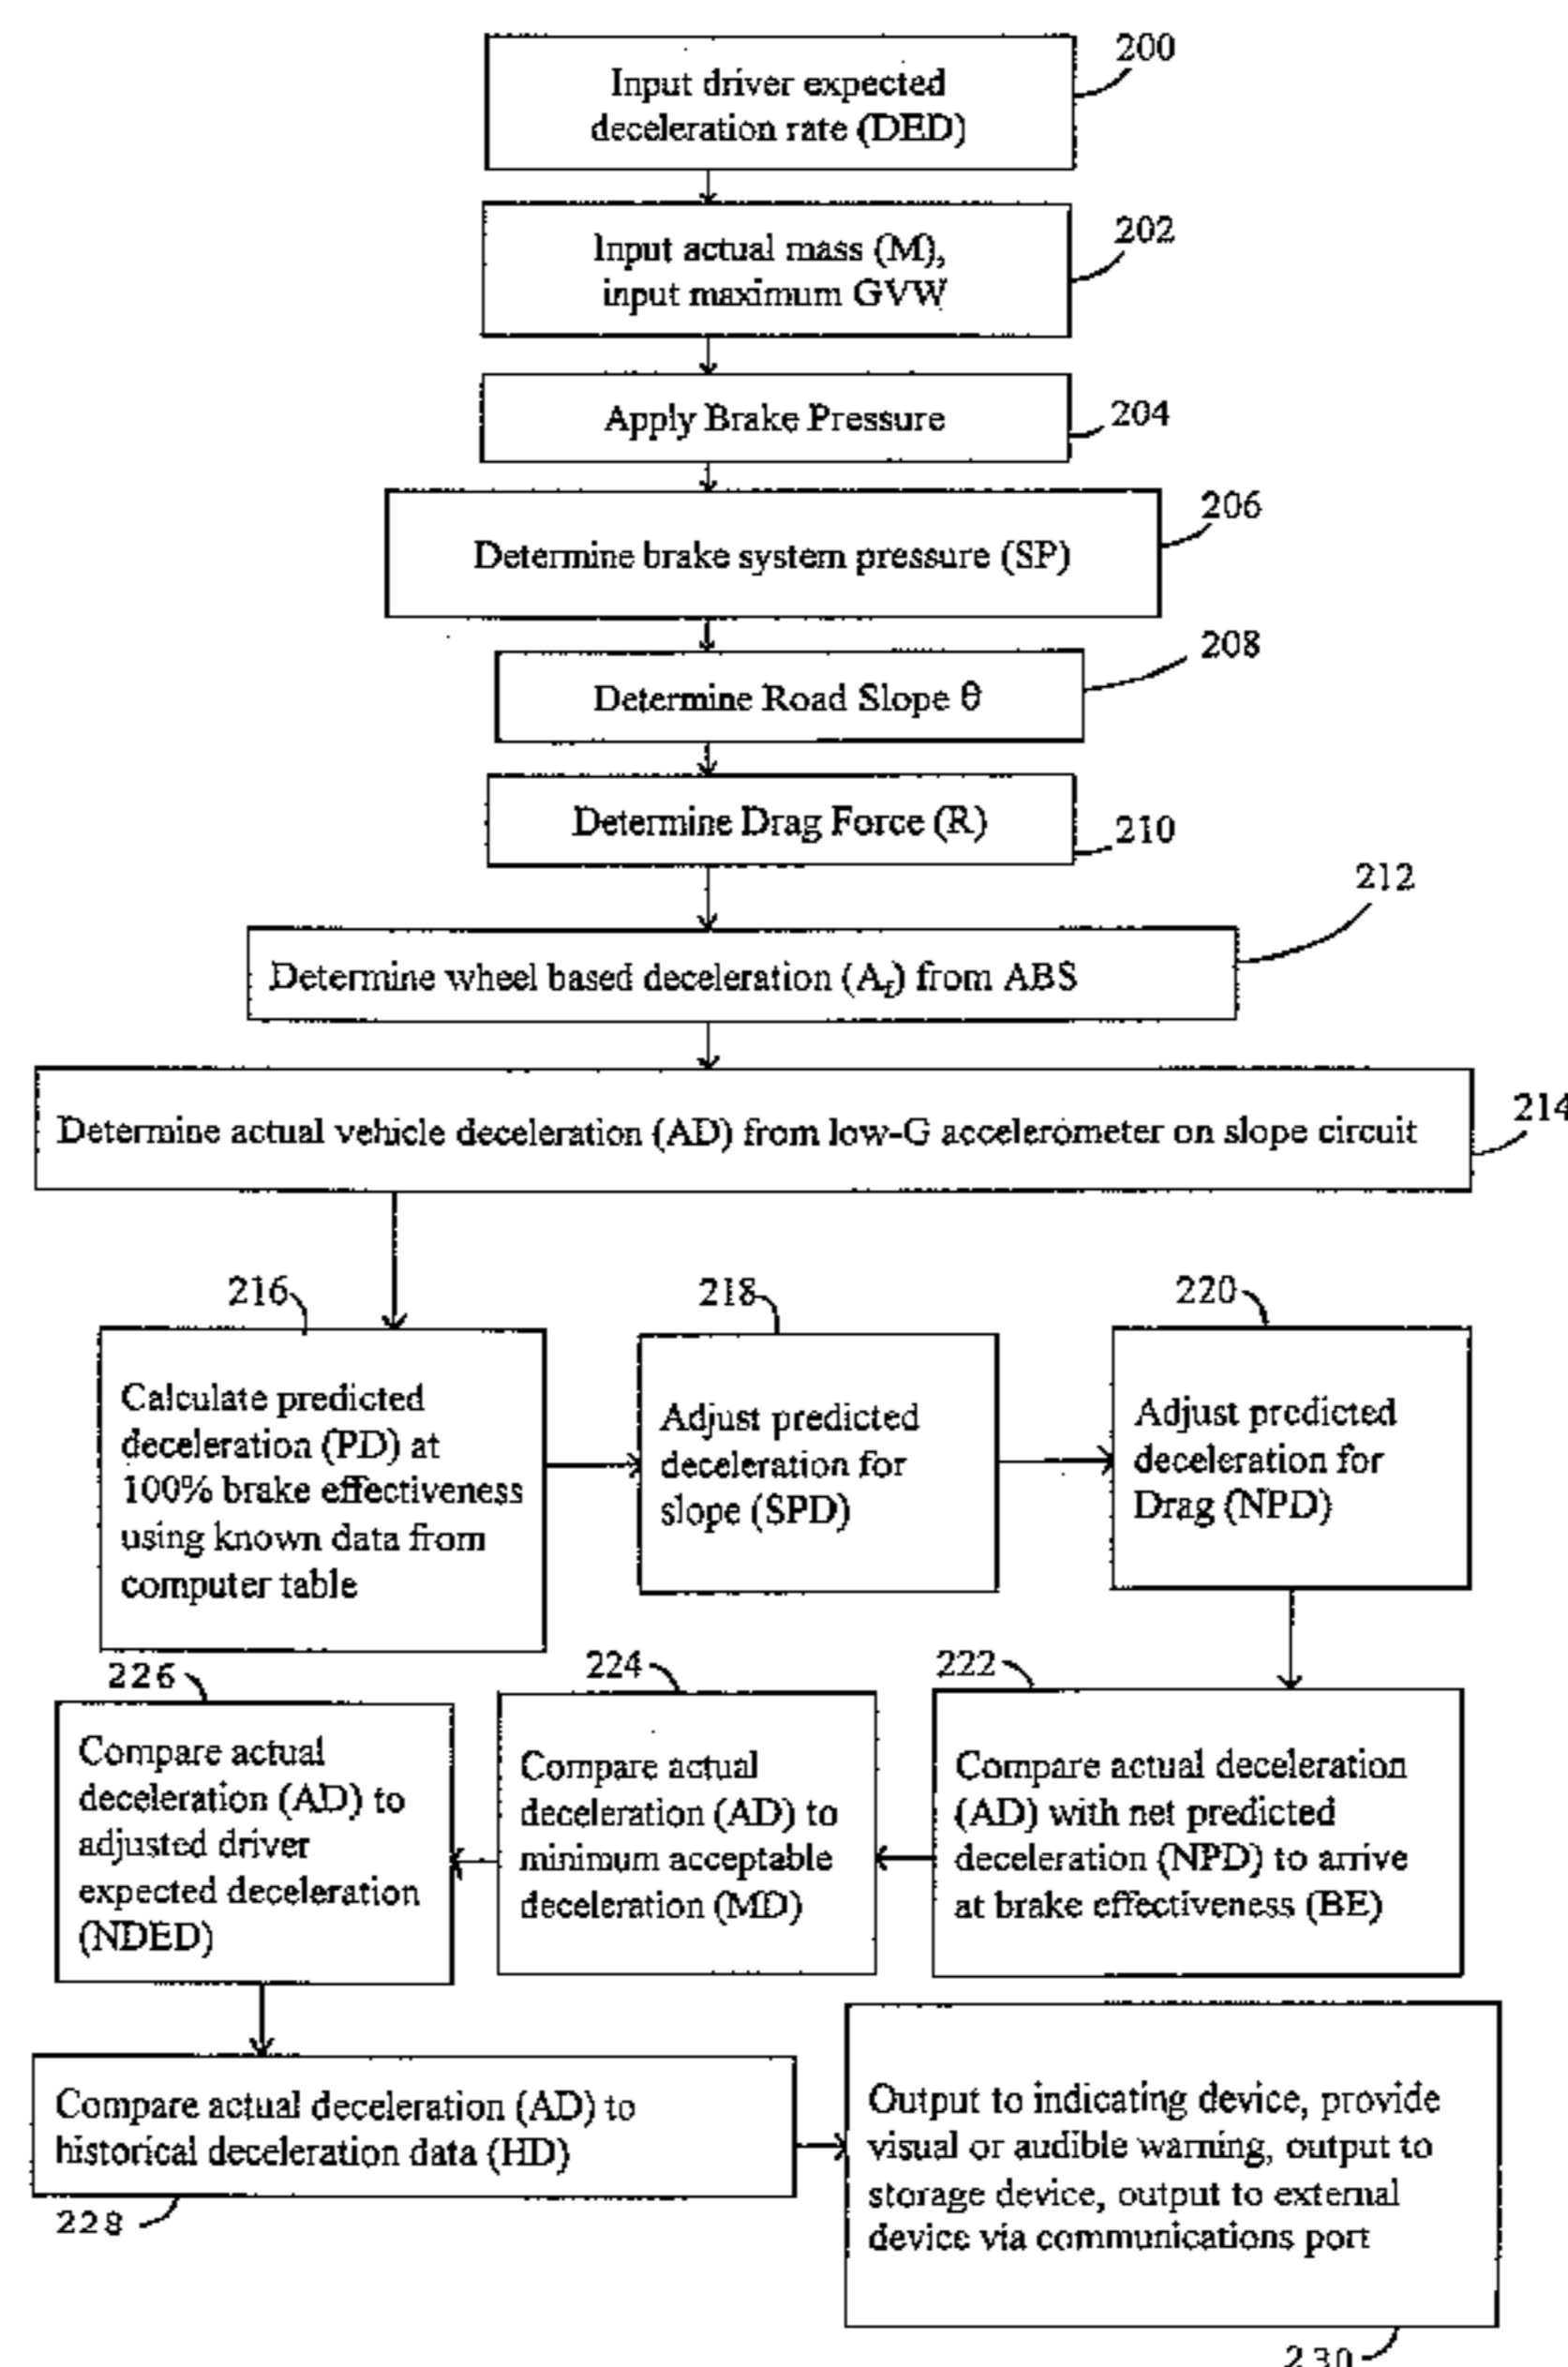 200
Input driver expected
deceleration rate (DED)
202
Input actual mass (M),
input maximum GVW
Apply Brake Pressure
204
206
Determine brake system pressure (SP)
208
Determine Road Slope θ
Determine Drag Force (R)
210
212
Determine wheel based deceleration (Af) from ABS
214
Determine actual vehicle deceleration (AD) from low-G accelerometer on slope circuit
216
218
220
Calculate predicted
deceleration (PD) at
100% brake effectiveness
using known data from
computer table
Adjust predicted
deceleration for
slope (SPD)
Adjust predicted
deceleration for
Drag (NPD)
222
224
226
Compare actual deceleration
(AD) with net predicted
deceleration (NPD) to arrive
at brake effectiveness (BE)
Compare actual
deceleration (AD) to
minimum acceptable
deceleration (MD)
Compare actual
deceleration (AD) to
adjusted driver
expected deceleration
(NDED)
Compare actual deceleration (AD) to
historical deceleration data (HD)
228
Output to indicating device, provide
visual or audible warning, output to
storage device, output to external
device via communications port
230